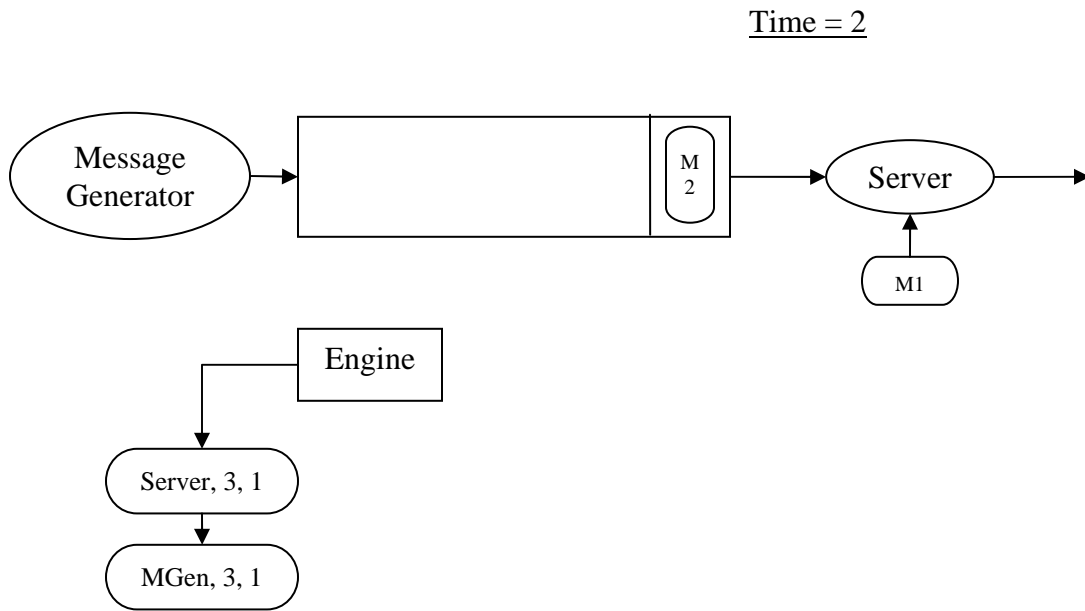 Time = 2
Message
Generator
M
2
Server
M1
Engine
Server, 3, 1
MGen, 3, 1